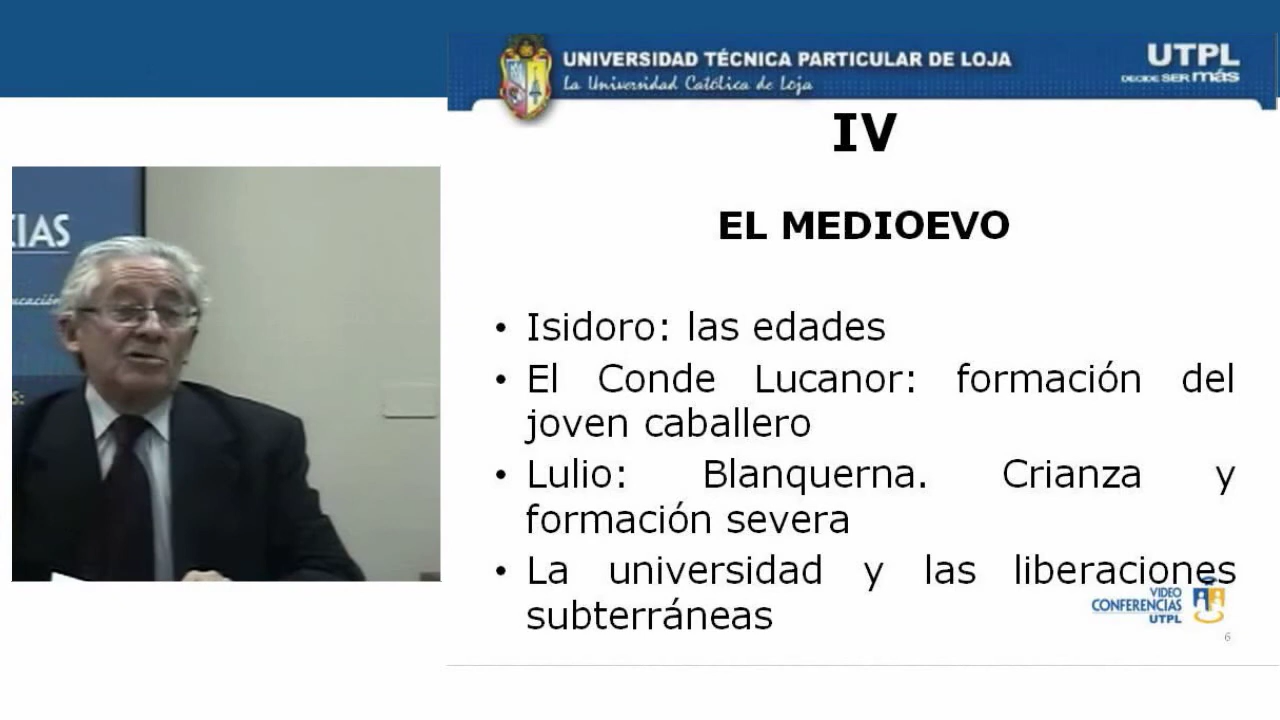 UNIVERSIDAD TÉCNICA PARTICULAR DE LOJA
La Universidad Católica de Loja
UTPL
DECIDE SER más
IV
EL MEDIOEVO
• Isidoro: las edades
• El Conde Lucanor: formación del
joven caballero
• Lulio: Blanquerna. Crianza y
formación severa
• La universidad y las liberaciones
subterráneas
VIDEO
CONFERENCIAS
UTPL
6
CIAS
ucación
S: